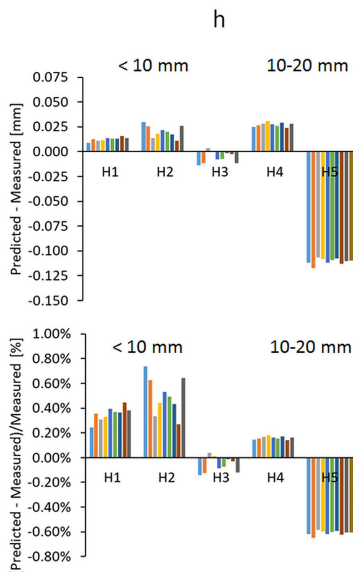 h
< 10 mm
10-20 mm
Predicted - Measured [mm]
0.075
0.050
0.025
0.000
-0.025
-0.050
-0.075
-0.100
-0.125
-0.150
H1
H2
H3
H4
H5
< 10 mm
10-20 mm
Predicted - Measured)/Measured [%]
1.00%
0.80%
0.60%
0.40%
0.20%
0.00%
-0.20%
-0.40%
-0.60%
-0.80%
H1
H2
H3
H4
H5